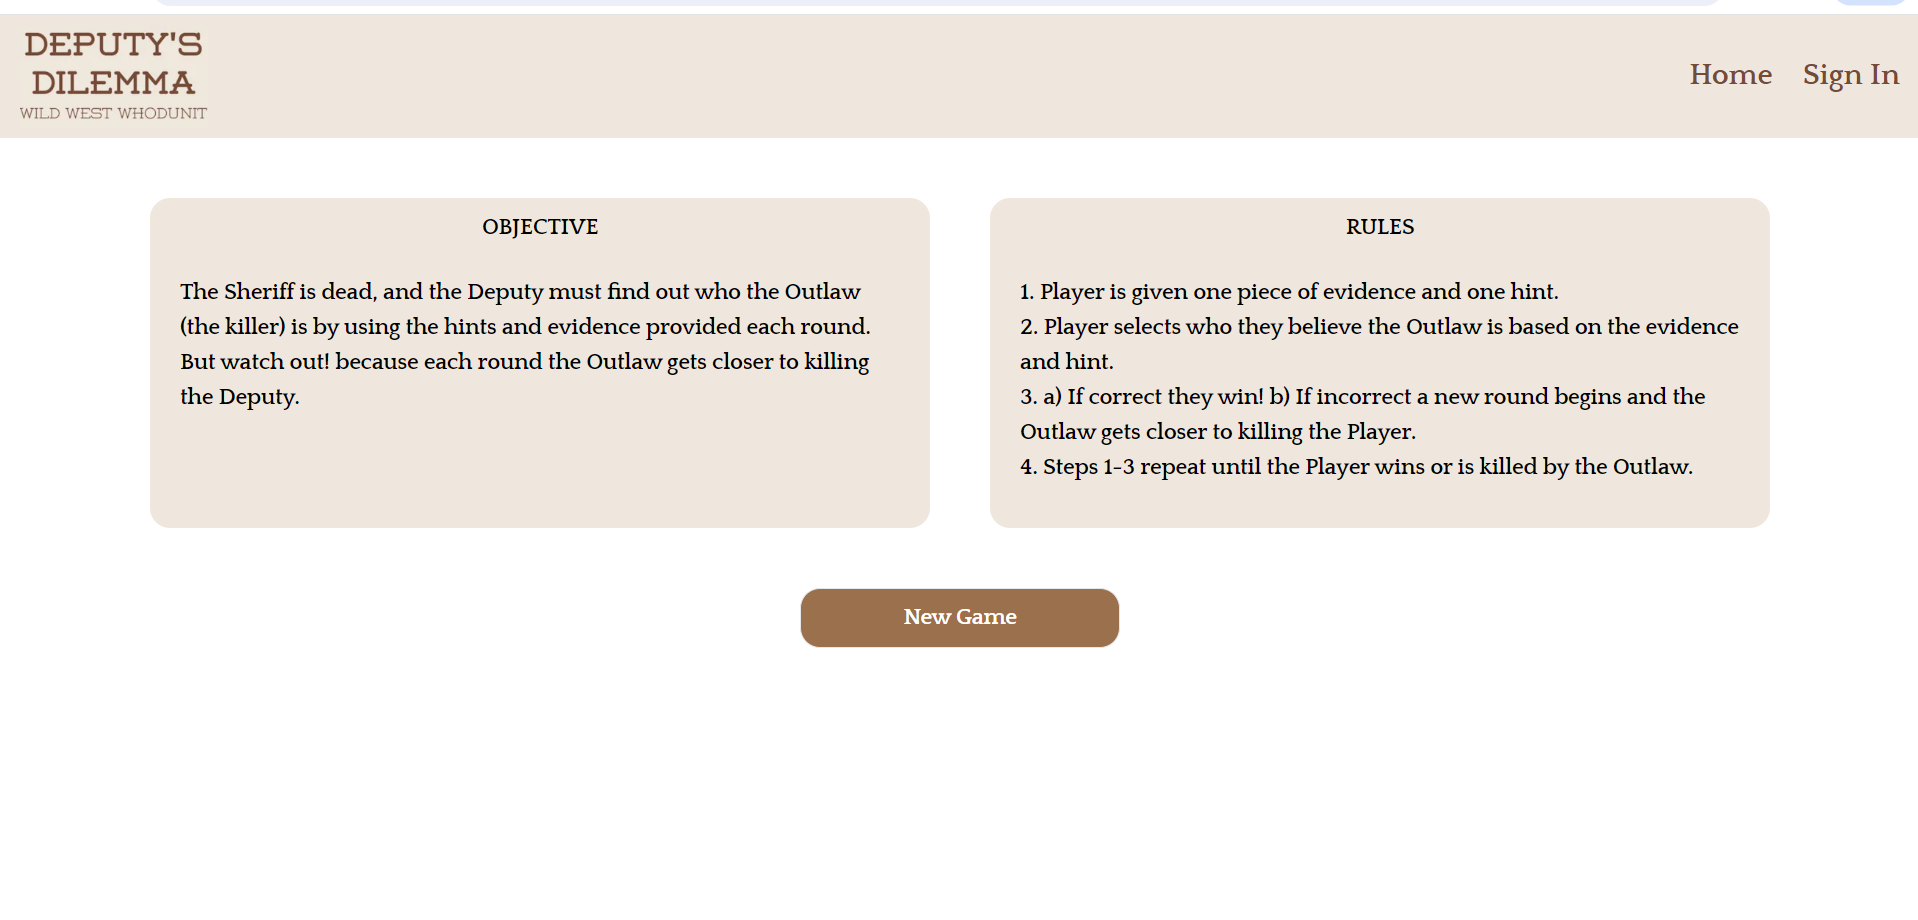 DEPUTY'S
DILEMMA
WILD WEST WHODUNIT
Home
Sign In
OBJECTIVE
The Sheriff is dead, and the Deputy must find out who the Outlaw
(the killer) is by using the hints and evidence provided each round.
But watch out! because each round the Outlaw gets closer to killing
the Deputy.
RULES
1. Player is given one piece of evidence and one hint.
2. Player selects who they believe the Outlaw is based on the evidence
and hint.
3. a) If correct they win! b) If incorrect a new round begins and the
Outlaw gets closer to killing the Player.
4. Steps 1-3 repeat until the Player wins or is killed by the Outlaw.
New Game